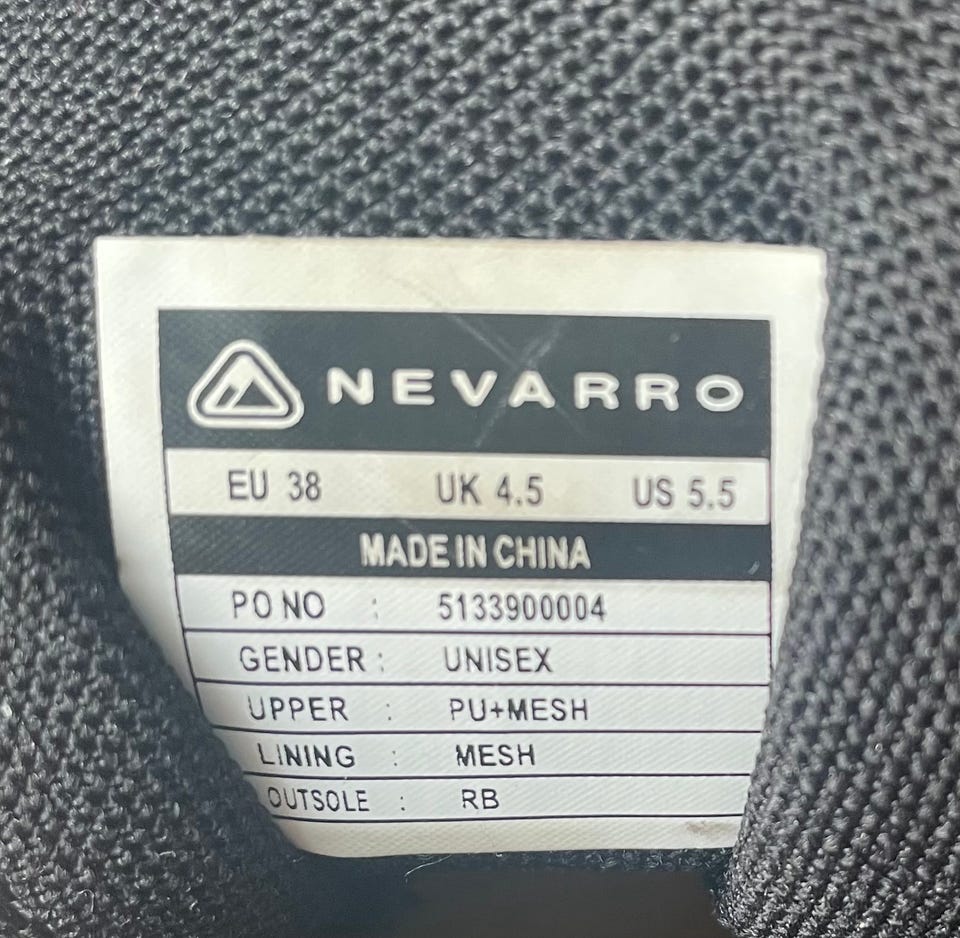 NEVARRO
EU 38 UK 4.5 US 5.5
MADE IN CHINA
PO NO : 5133900004
GENDER : UNISEX
UPPER : PU+MESH
LINING : MESH
OUTSOLE : RB